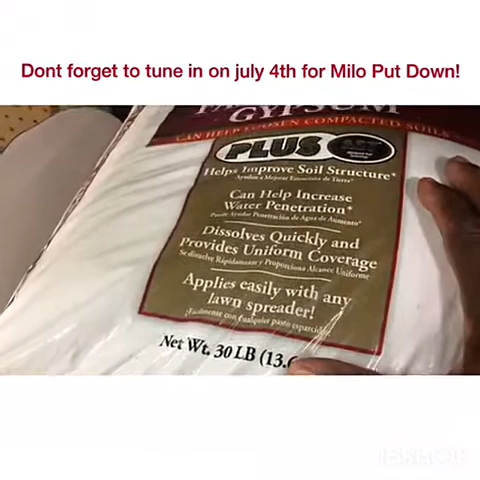 Dont forget to tune in on july 4th for Milo Put Down!
GYPSUM
CAN HELP LOOSEN COMPACTED SOILS
PLUS AST
Helps Improve Soil Structure*
Ayuda a Mejorar Estructura de Tierra*
Can Help Increase
Water Penetration*
Puede Ayudar Penetración de Agua de Aumento*
Dissolves Quickly and
Provides Uniform Coverage
Se disuelve Rápidamente y Proporciona Alcance Uniforme
Applies easily with any
lawn spreader!
¡Fácilmente con cualquier pasto esparcidor!
Net Wt. 30 LB (13.6